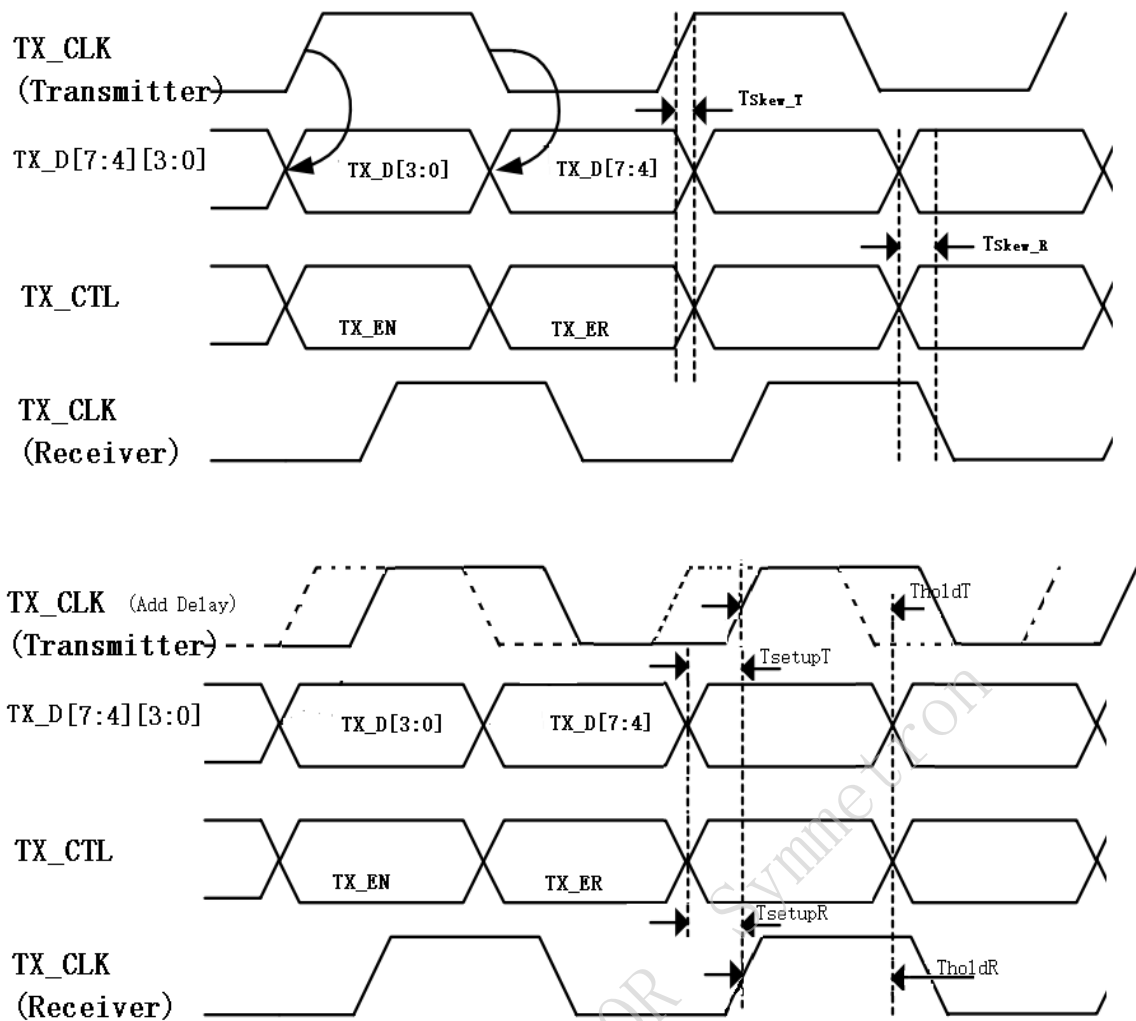 TX_CLK
(Transmitter)
Tskew_T
TX_D[7:4][3:0]
TX_D[3:0]
TX_D[7:4]
Tskew_R
TX_CTL
TX_EN
TX_ER
TX_CLK
(Receiver)
TX_CLK (Add Delay)
(Transmitter)
TholdT
TsetupT
TX_D[7:4][3:0]
TX_D[3:0]
TX_D[7:4]
TX_CTL
TX_EN
TX_ER
TsetupR
TX_CLK
(Receiver)
TholdR
OR Symmetron